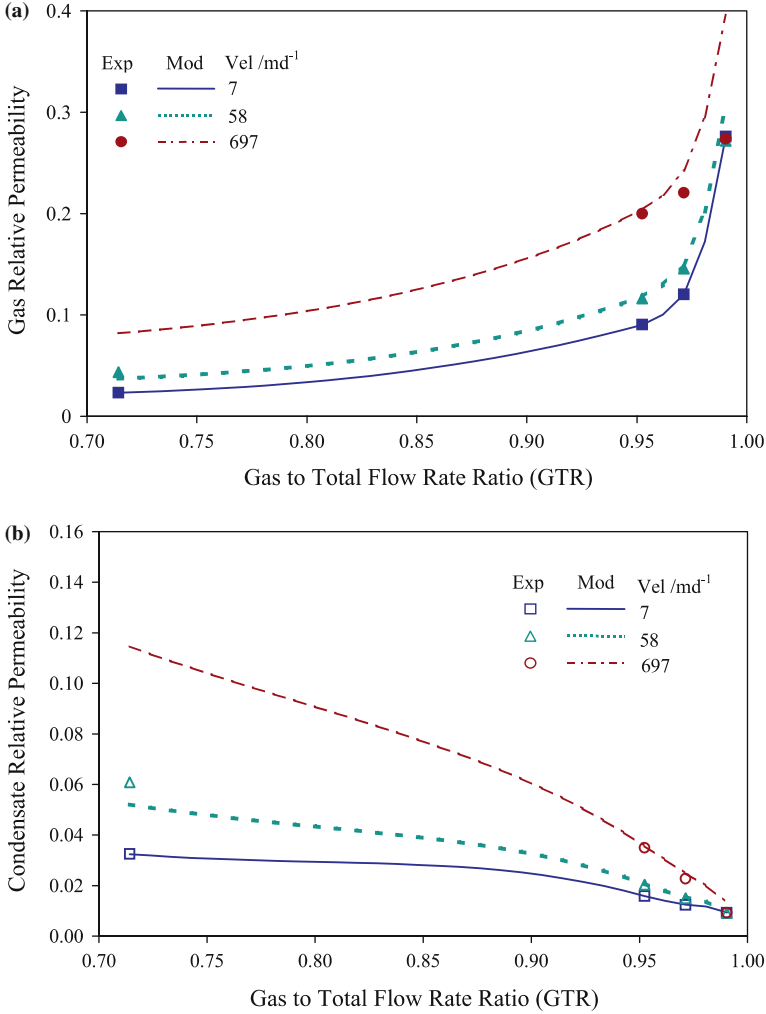 (a)
0.4
0.3
0.2
0.1
0
Gas Relative Permeability
Exp Mod Vel /md-1
7
58
697
0.70 0.75 0.80 0.85 0.90 0.95 1.00
Gas to Total Flow Rate Ratio (GTR)
(b)
0.16
0.14
0.12
0.10
0.08
0.06
0.04
0.02
0.00
Condensate Relative Permeability
Exp Mod Vel /md-1
7
58
697
0.70 0.75 0.80 0.85 0.90 0.95 1.00
Gas to Total Flow Rate Ratio (GTR)